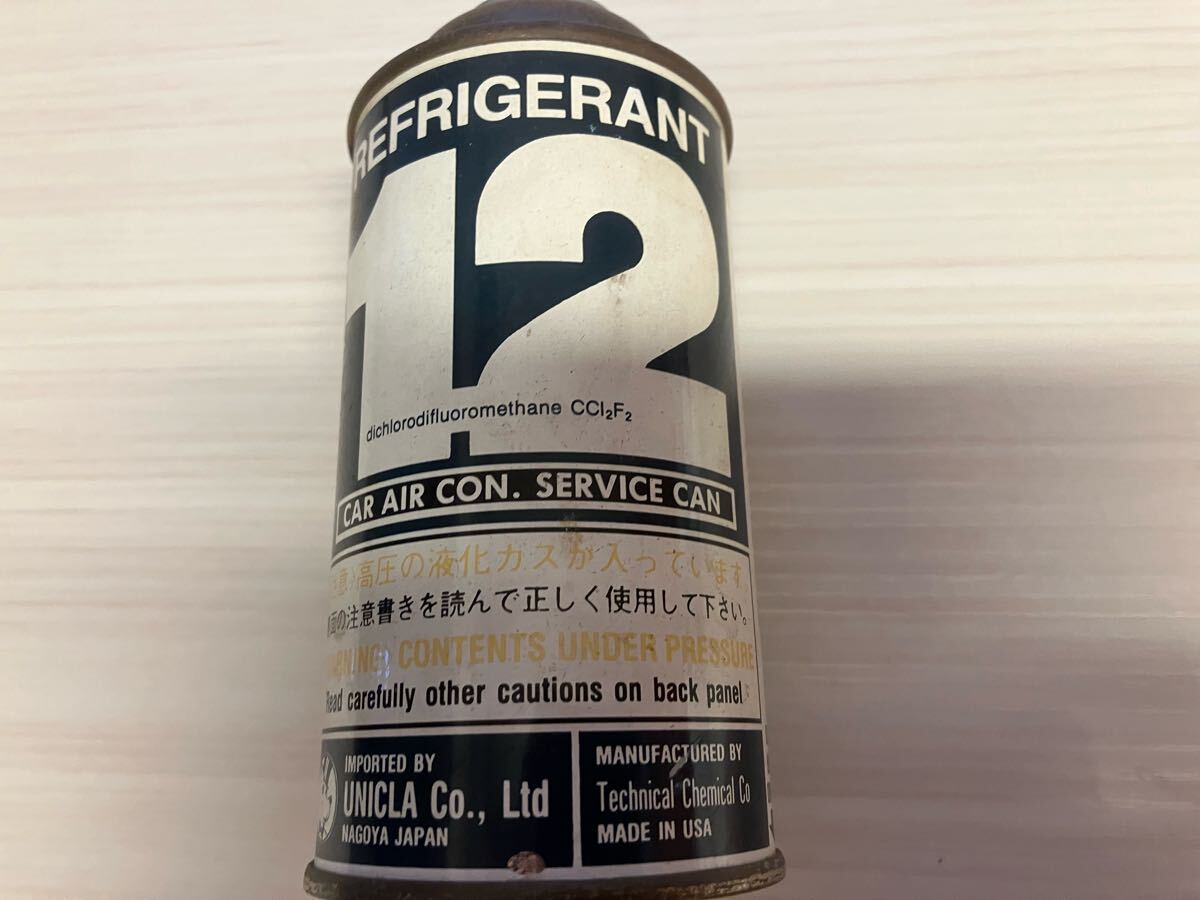 REFRIGERANT
12
dichlorodifluoromethane CCl₂F₂
CAR AIR CON. SERVICE CAN
高圧の液化ガスが入っています。
の注意書きを読んで正しく使用して下さい。
CONTENTS UNDER PRESSURE
Read carefully other cautions on back panel.
IMPORTED BY
UNICLA Co., Ltd
NAGOYA JAPAN
MANUFACTURED BY
Technical Chemical Co
MADE IN USA